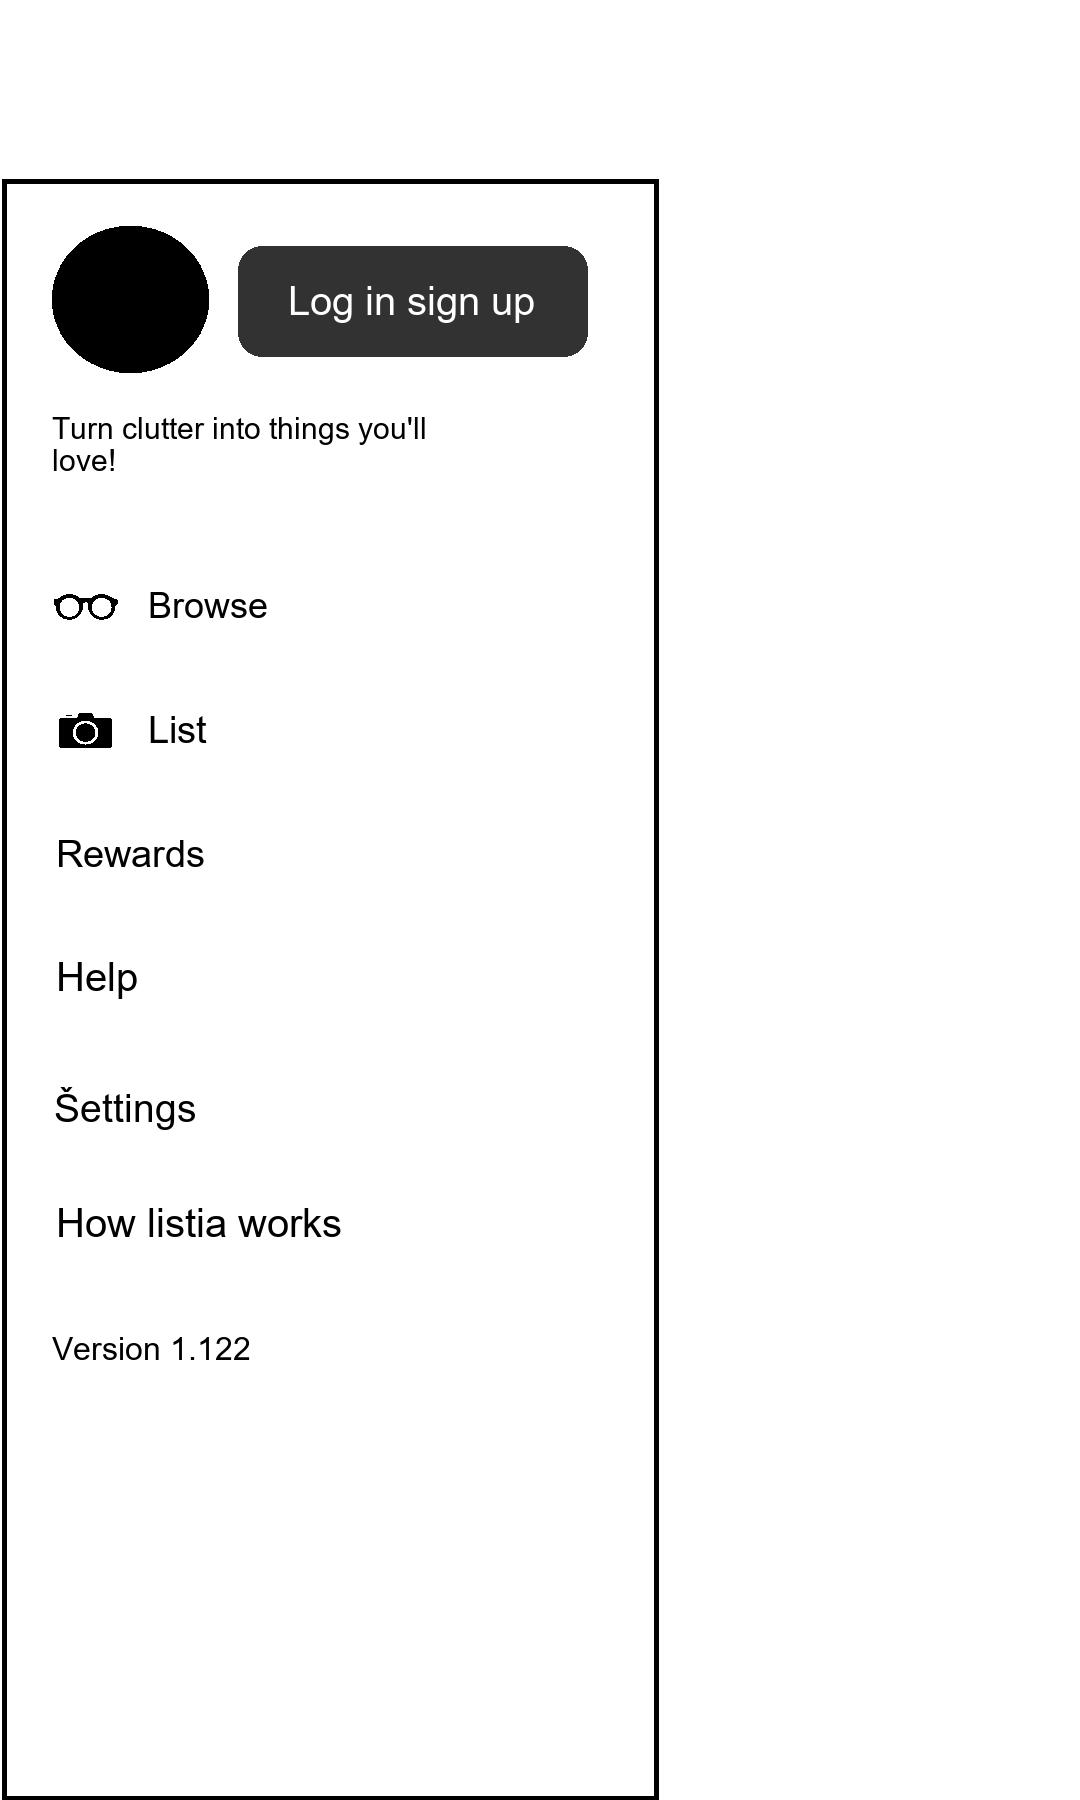 Log in sign up
Turn clutter into things you'll
love!
Browse
List
Rewards
Help
Šettings
How listia works
Version 1.122